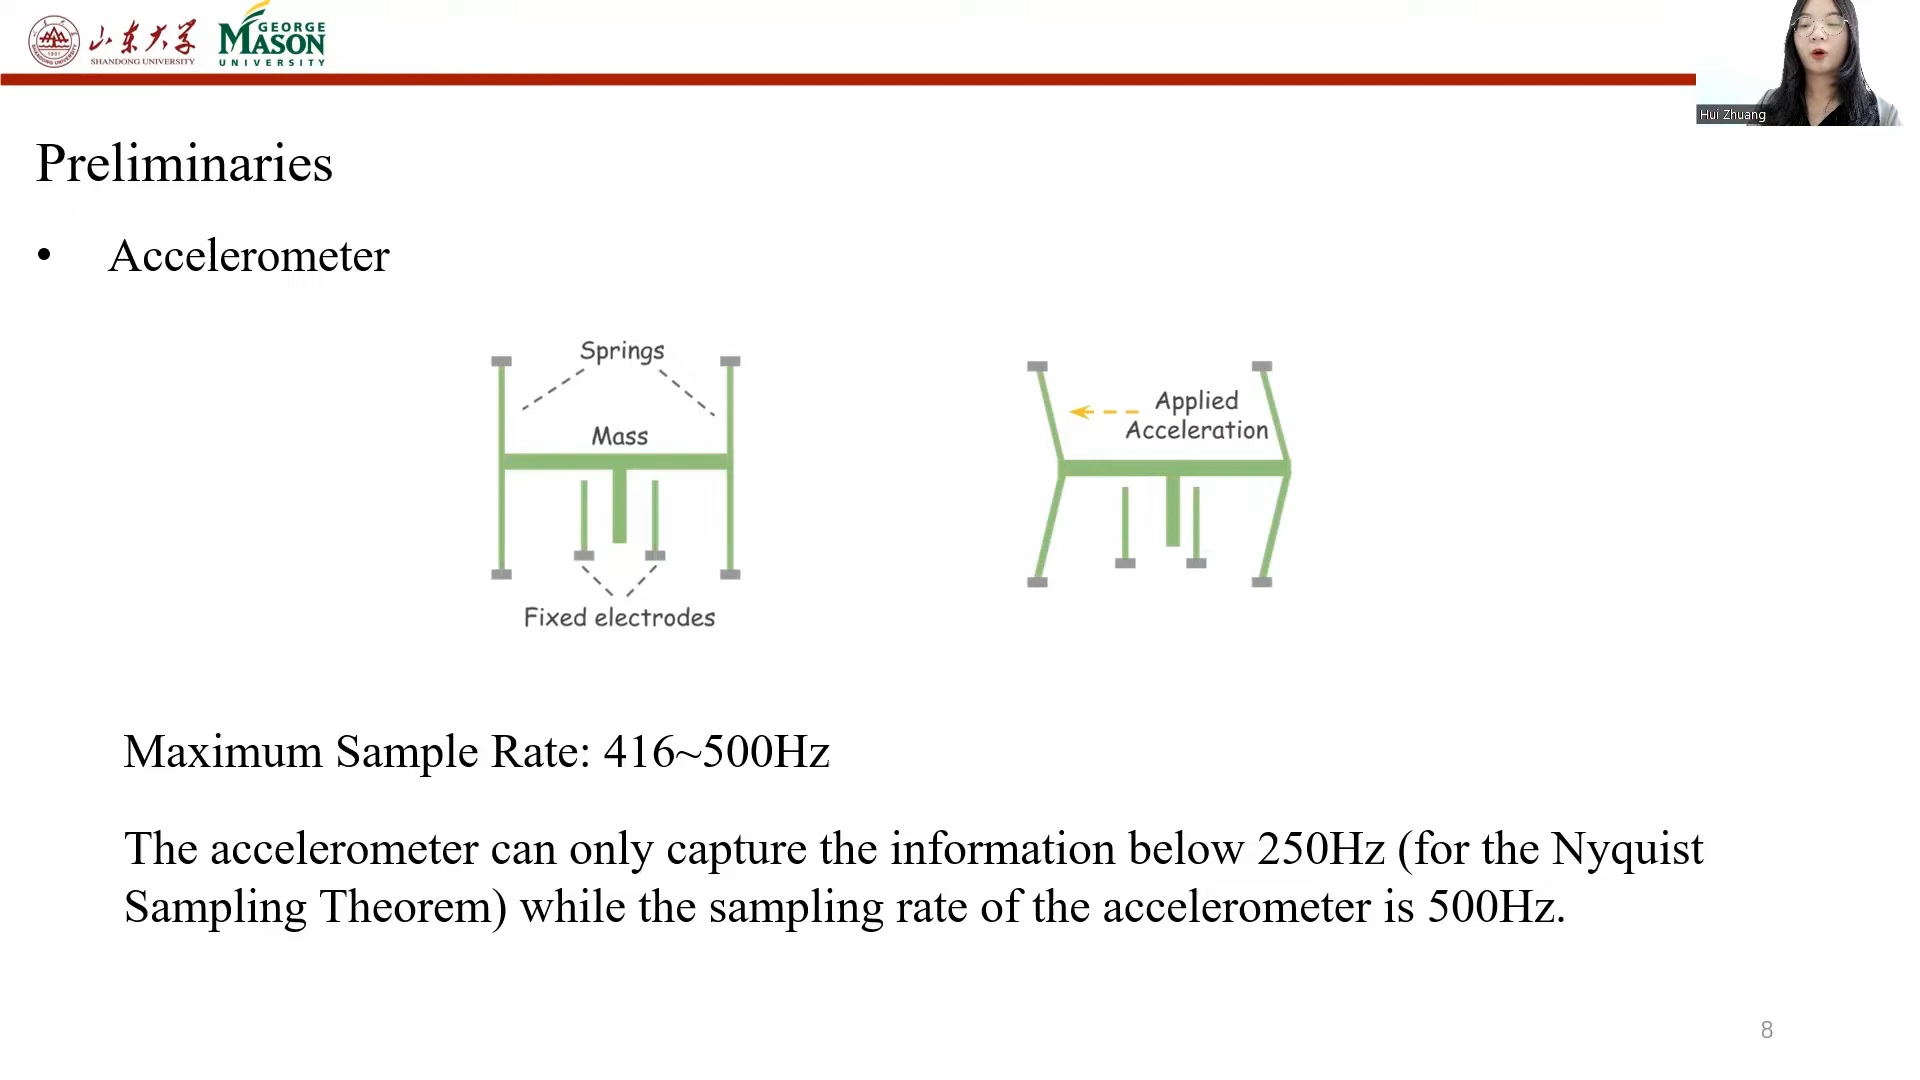 山东大学
SHANDONG UNIVERSITY
GEORGE
MASON
UNIVERSITY
Hui Zhuang
Preliminaries
• Accelerometer
Springs
Mass
Fixed electrodes
Applied
Acceleration
Maximum Sample Rate: 416~500Hz
The accelerometer can only capture the information below 250Hz (for the Nyquist
Sampling Theorem) while the sampling rate of the accelerometer is 500Hz.
8